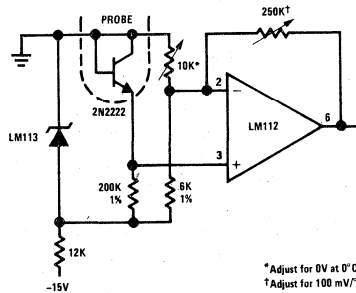 PROBE
250K†
10K*
2N2222
2
LM112
6
LM113
3
200K
1%
6K
1%
12K
-15V
*Adjust for 0V at 0°C
†Adjust for 100 mV/°